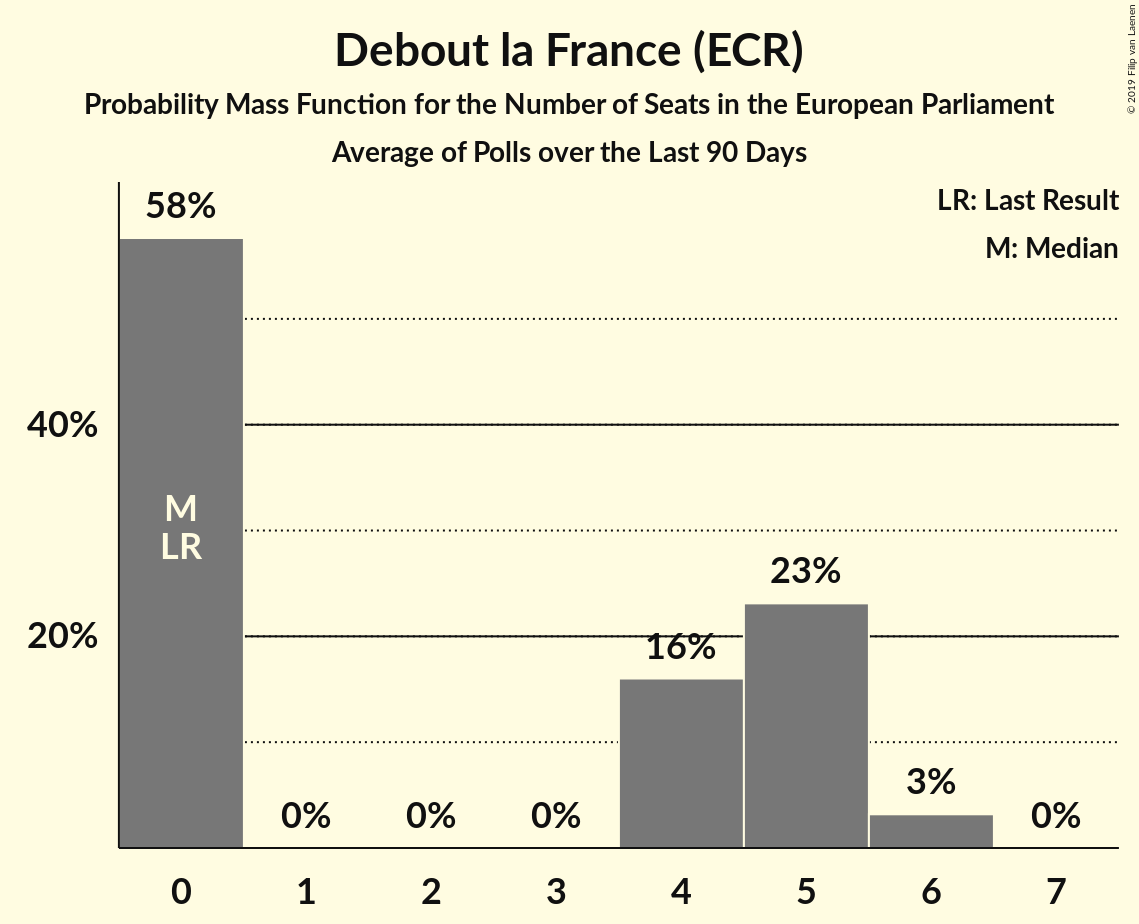 Debout la France (ECR)
Probability Mass Function for the Number of Seats in the European Parliament
Average of Polls over the Last 90 Days
© 2019 Filip van Laenen
LR: Last Result
M: Median
58%
40%
M
LR
23%
20%
16%
3%
0%
0%
0%
0%
0 1 2 3 4 5 6 7